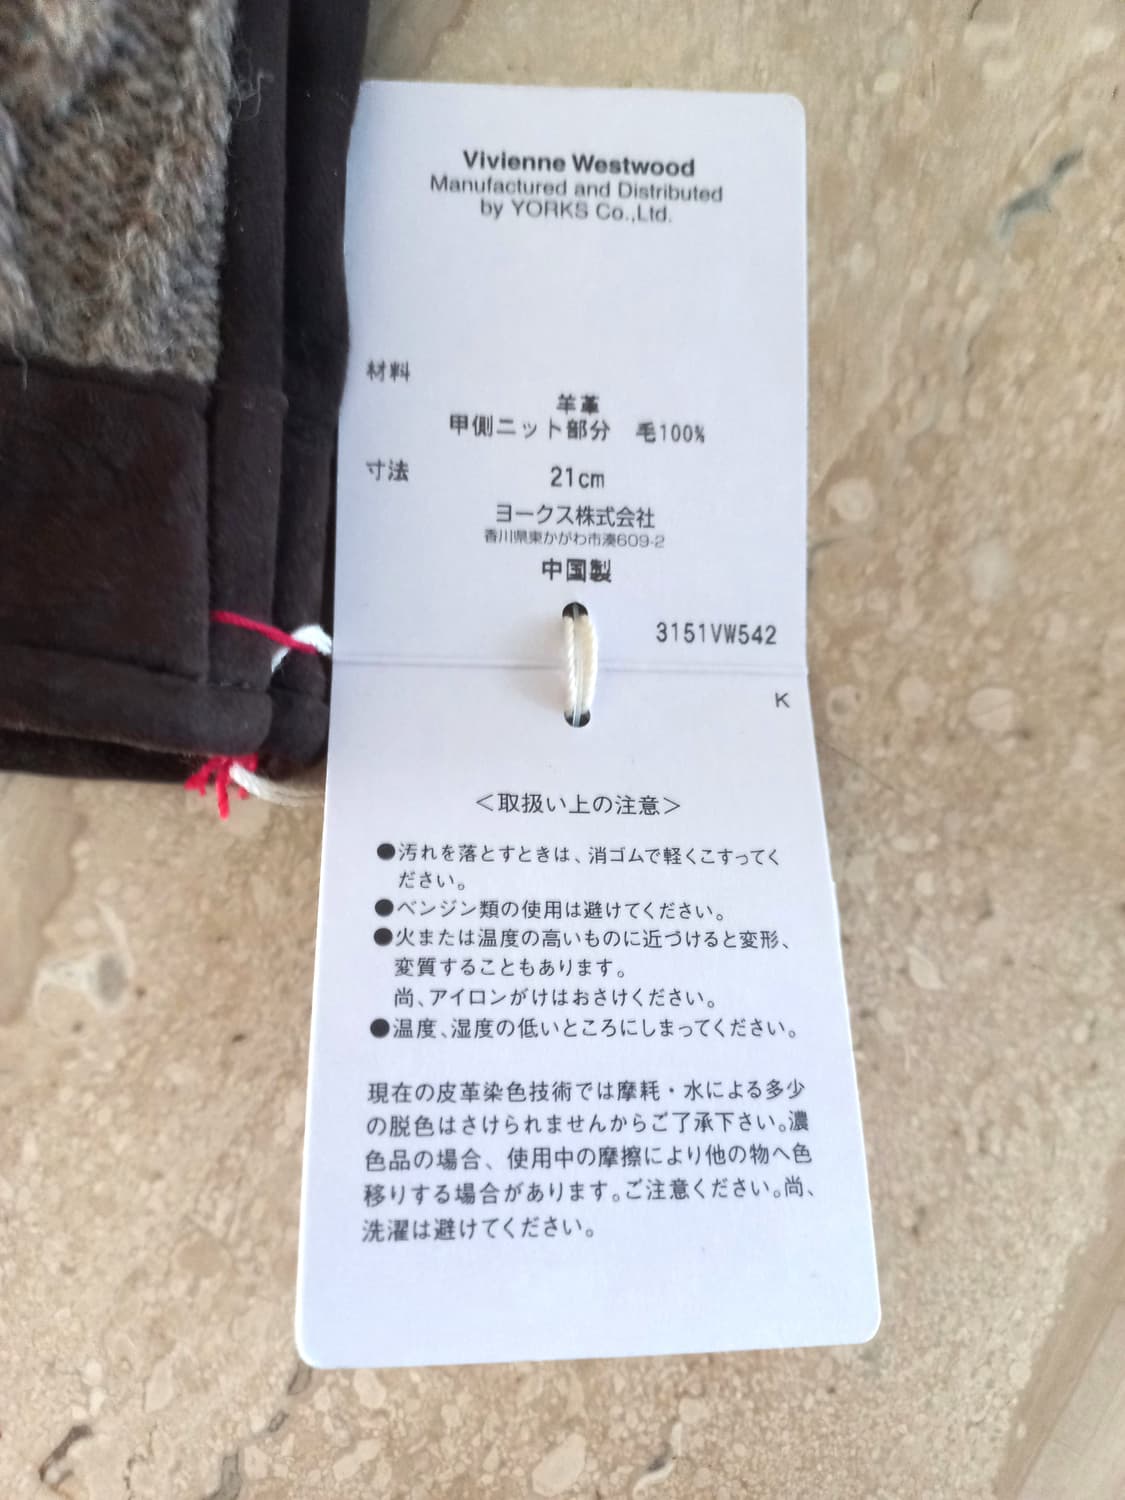 Vivienne Westwood
Manufactured and Distributed
by YORKS Co.,Ltd.
材料
羊革
甲側ニット部分 毛100%
寸法 21cm
ヨークス株式会社
香川県東かがわ市湊609-2
中国製
3151VW542
K
＜取扱い上の注意＞
●汚れを落とすときは、消ゴムで軽くこすってく
ださい。
●ベンジン類の使用は避けてください。
●火または温度の高いものに近づけると変形、
変質することもあります。
尚、アイロンがけはおさけください。
●温度、湿度の低いところにしまってください。
現在の皮革染色技術では摩耗・水による多少
の脱色はさけられませんからご了承下さい。濃
色品の場合、使用中の摩擦により他の物へ色
移りする場合があります。ご注意ください。尚、
洗濯は避けてください。